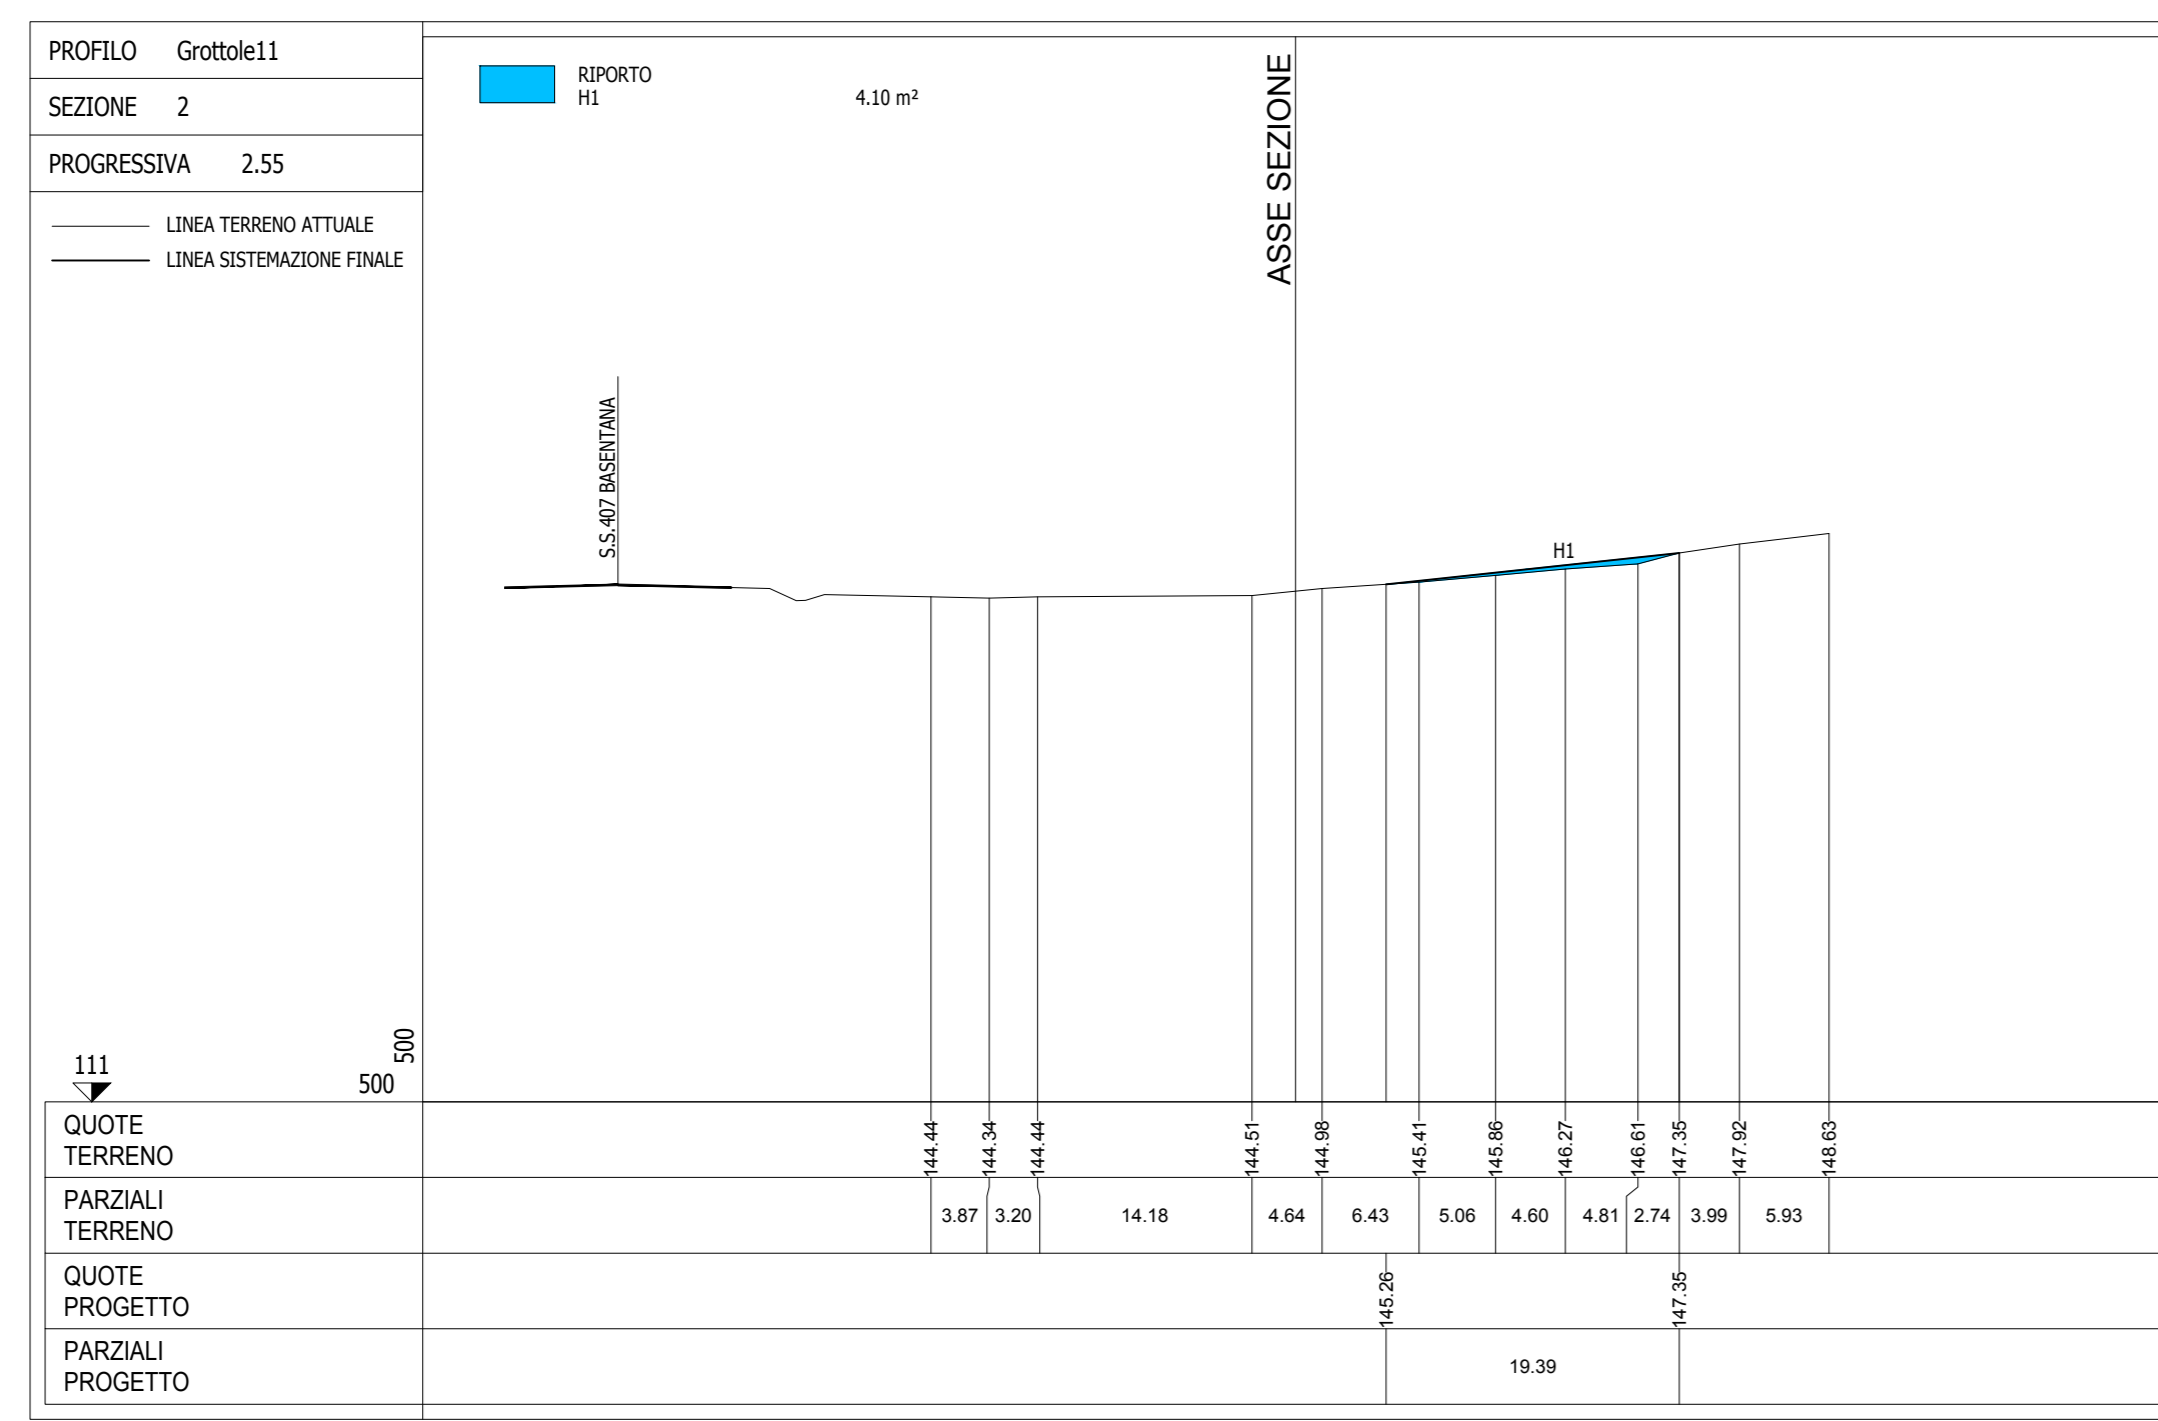 PROFILO Grottole11
SEZIONE 2
PROGRESSIVA 2.55
LINEA TERRENO ATTUALE
LINEA SISTEMAZIONE FINALE
RIPORTO
H1 4.10 m²
ASSE SEZIONE
S.S.407 BASENTANA
H1
111
500
500
QUOTE
TERRENO
144.44 144.34 144.44 144.51 144.98 145.41 145.86 146.27 146.61 147.35 147.92 148.63
PARZIALI
TERRENO
3.87 3.20 14.18 4.64 6.43 5.06 4.60 4.81 2.74 3.99 5.93
QUOTE
PROGETTO
145.26 147.35
PARZIALI
PROGETTO
19.39